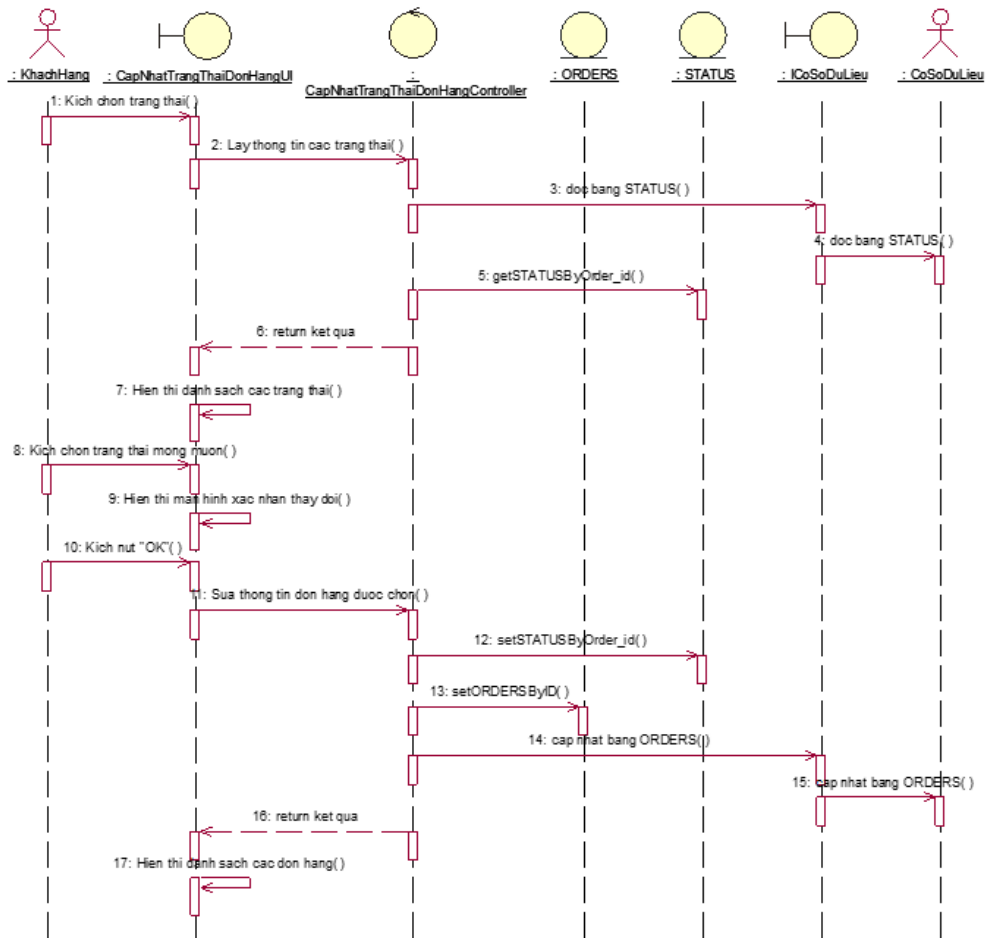 : KhachHang
: CapNhatTrangThaiDonHangUI
:
CapNhatTrangThaiDonHangController
: ORDERS
: STATUS
: ICoSoDuLieu
: CoSoDuLieu
1: Kich chon trang thai( )
2: Lay thong tin cac trang thai( )
3: doc bang STATUS( )
4: doc bang STATUS( )
5: getSTATUSByOrder_id( )
6: return ket qua
7: Hien thi danh sach cac trang thai( )
8: Kich chon trang thai mong muon( )
9: Hien thi man hinh xac nhan thay doi( )
10: Kich nut "OK"( )
11: Sua thong tin don hang duoc chon( )
12: setSTATUSByOrder_id( )
13: setORDERSByID( )
14: cap nhat bang ORDERS( )
15: cap nhat bang ORDERS( )
16: return ket qua
17: Hien thi danh sach cac don hang( )